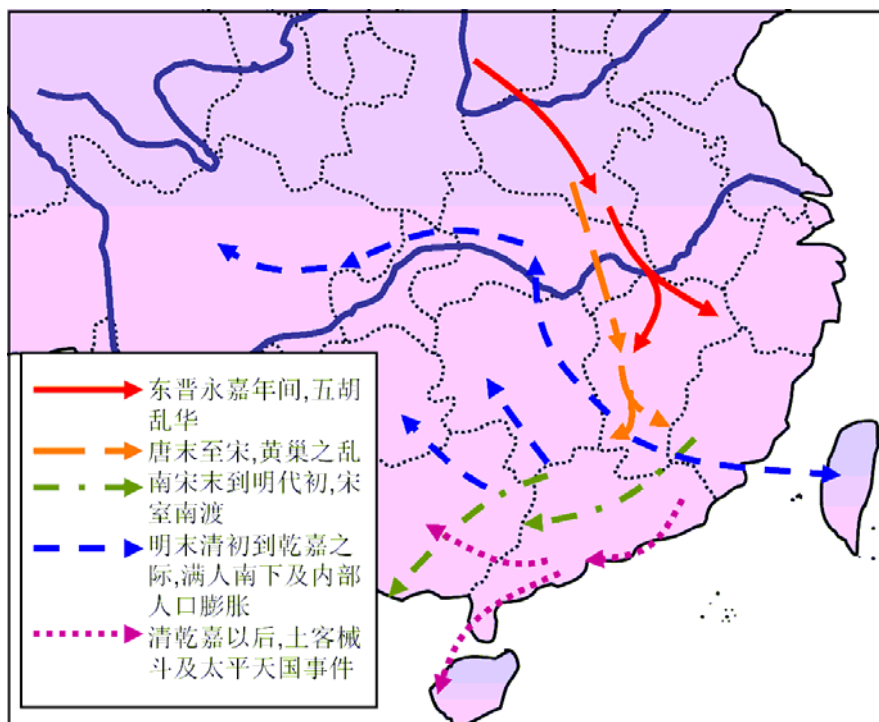 东晋永嘉年间,五胡
乱华
唐末至宋,黄巢之乱
南宋末到明代初,宋
室南渡
明末清初到乾嘉之
际,满人南下及内部
人口膨胀
清乾嘉以后,土客械
斗及太平天国事件